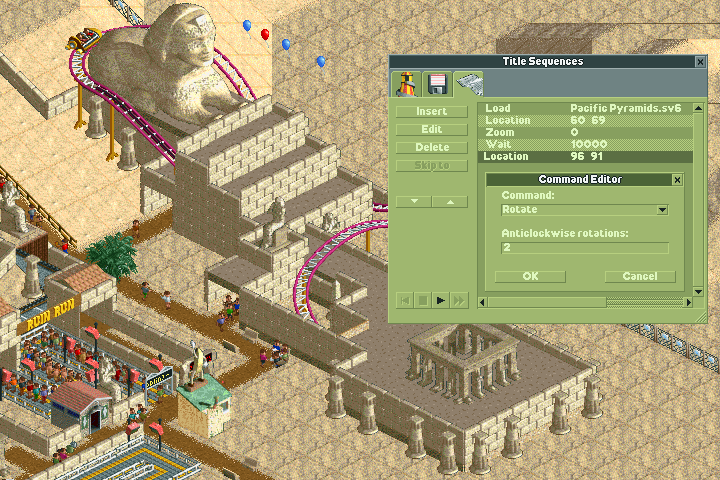 Title Sequences
Insert
Edit
Delete
Skip to
Load Pacific Pyramids.sv6
Location 60 69
Zoom 0
Wait 10000
Location 96 91
Command Editor
Command:
Rotate
Anticlockwise rotations:
2
OK
Cancel
RUIN RUN